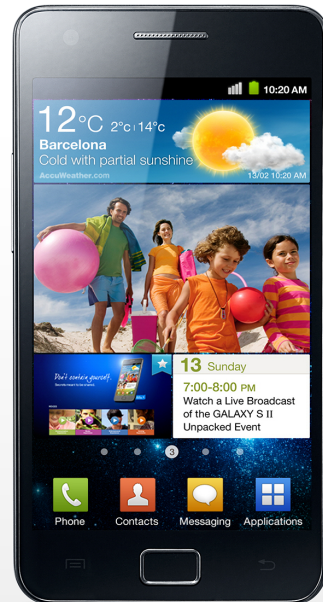 10:20 AM
12°C 2°c 14°c
Barcelona
Cold with partial sunshine
AccuWeather.com 13/02 10:20 AM
Don't contain yourself.
13 Sunday
7:00-8:00 PM
Watch a Live Broadcast
of the GALAXY S II
Unpacked Event
3
Phone Contacts Messaging Applications